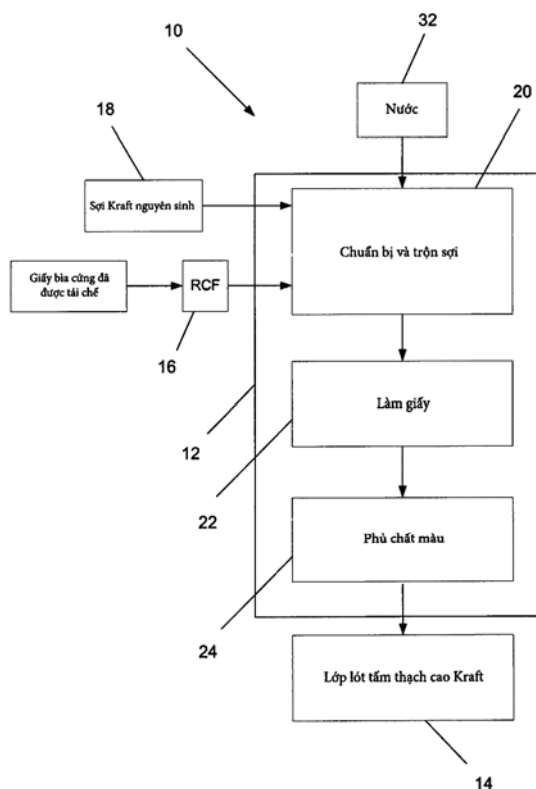 10
32
Nước
20
18
Sợi Kraft nguyên sinh
Chuẩn bị và trộn sợi
Giấy bìa cứng đã
được tái chế
RCF
16
12
Làm giấy
22
Phủ chất màu
24
Lớp lót tấm thạch cao Kraft
14